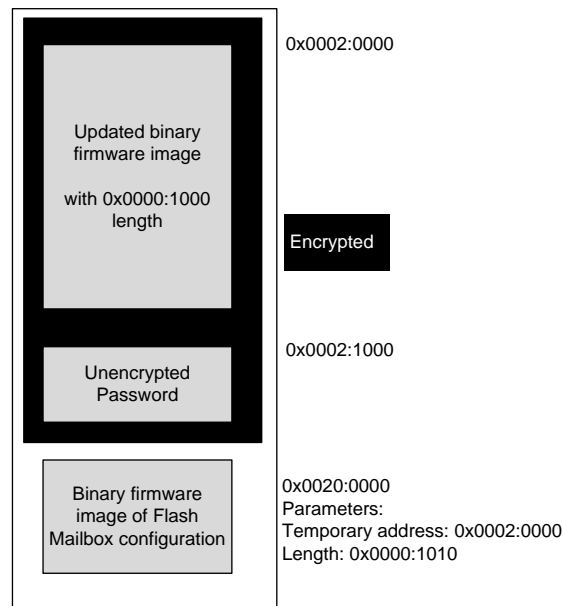 0x0002:0000
Updated binary
firmware image
with 0x0000:1000
length
Encrypted
0x0002:1000
Unencrypted
Password
Binary firmware
image of Flash
Mailbox configuration
0x0020:0000
Parameters:
Temporary address: 0x0002:0000
Length: 0x0000:1010